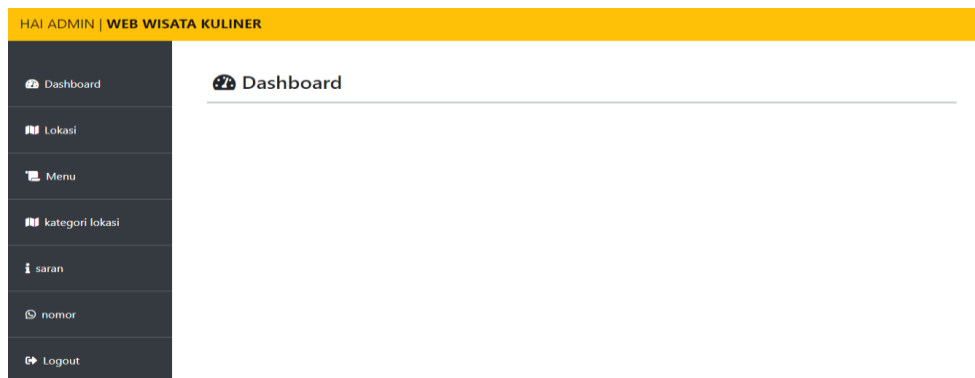 HAI ADMIN | WEB WISATA KULINER
Dashboard
Lokasi
Menu
kategori lokasi
saran
nomor
Logout
Dashboard